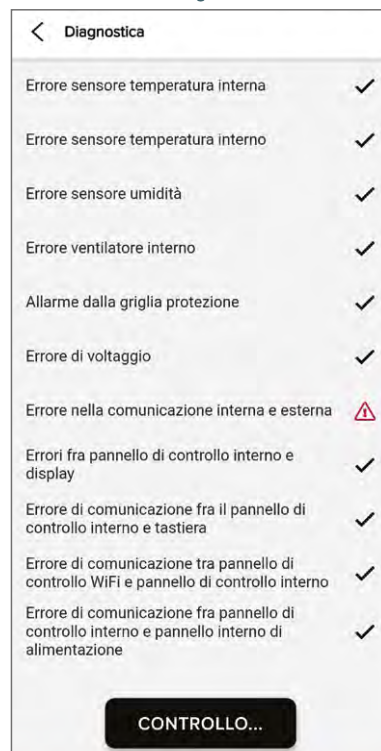 Diagnostica
Errore sensore temperatura interna
Errore sensore temperatura interno
Errore sensore umidità
Errore ventilatore interno
Allarme dalla griglia protezione
Errore di voltaggio
Errore nella comunicazione interna e esterna
Errori fra pannello di controllo interno e
display
Errore di comunicazione fra il pannello di
controllo interno e tastiera
Errore di comunicazione tra pannello di
controllo WiFi e pannello di controllo interno
Errore di comunicazione fra pannello di
controllo interno e pannello interno di
alimentazione
CONTROLLO...